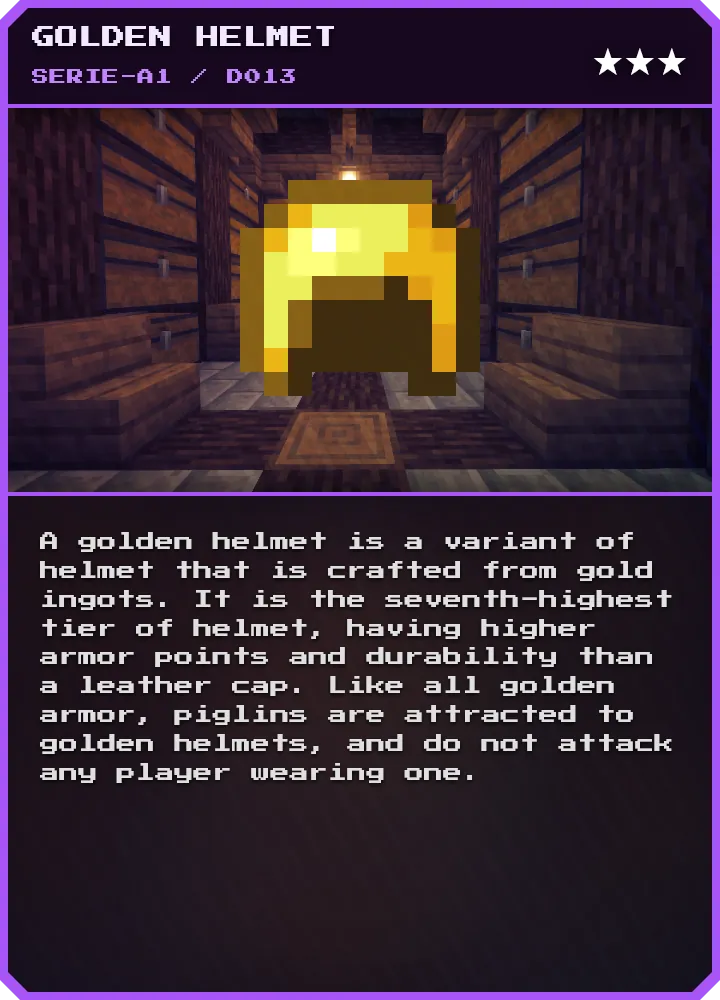 GOLDEN HELMET
SERIE-A1 / D013
★★★
A golden helmet is a variant of
helmet that is crafted from gold
ingots. It is the seventh-highest
tier of helmet, having higher
armor points and durability than
a leather cap. Like all golden
armor, piglins are attracted to
golden helmets, and do not attack
any player wearing one.